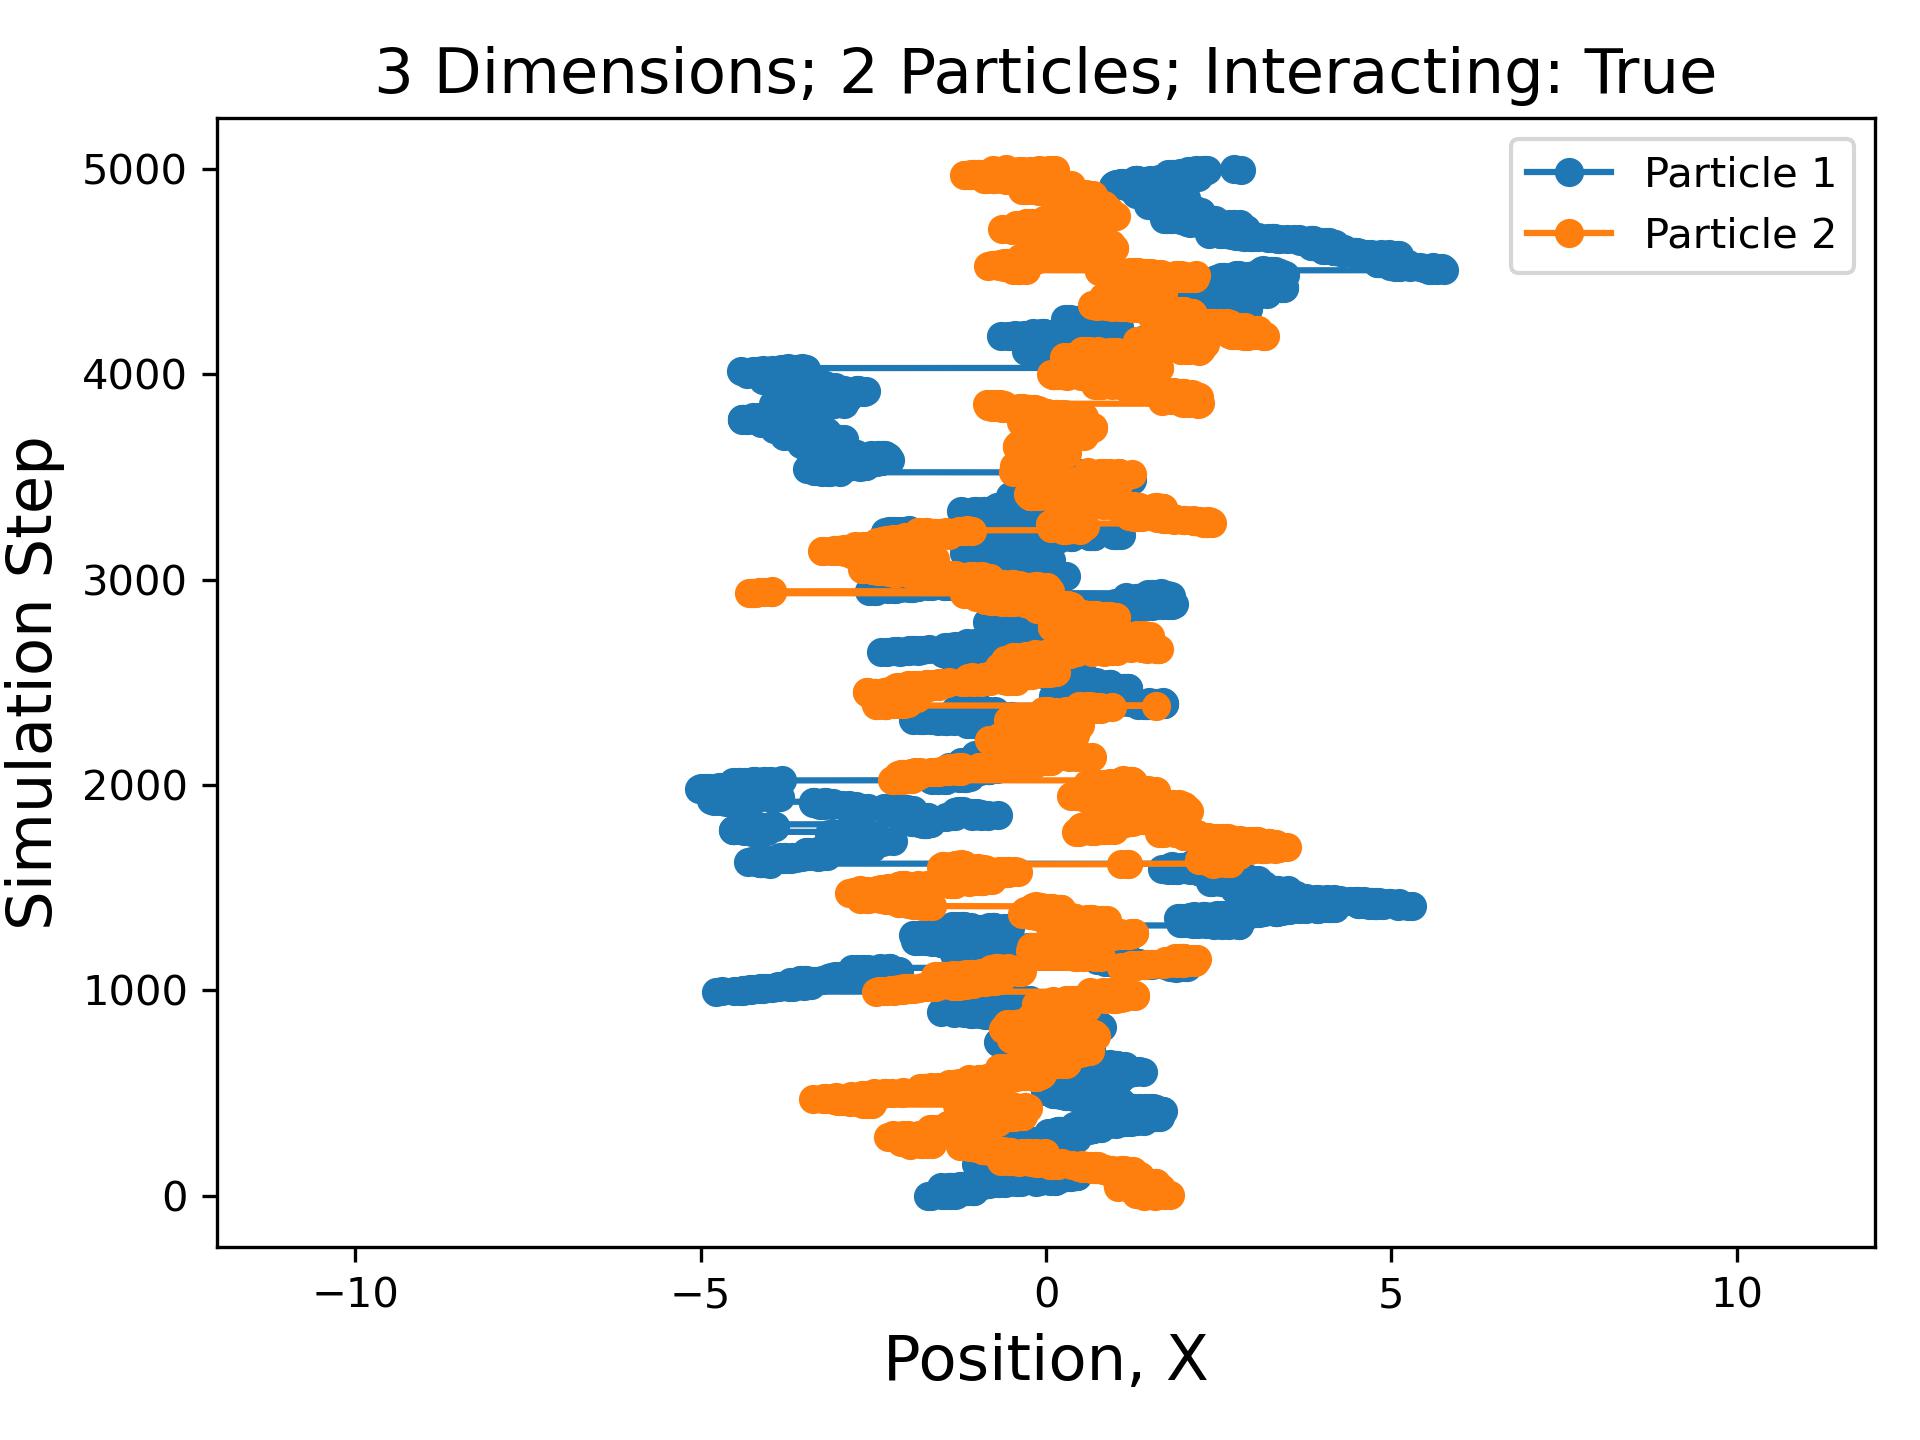 3 Dimensions; 2 Particles; Interacting: True
Particle 1
Particle 2
5000
4000
3000
2000
1000
0
Simulation Step
−10
−5
0
5
10
Position, X